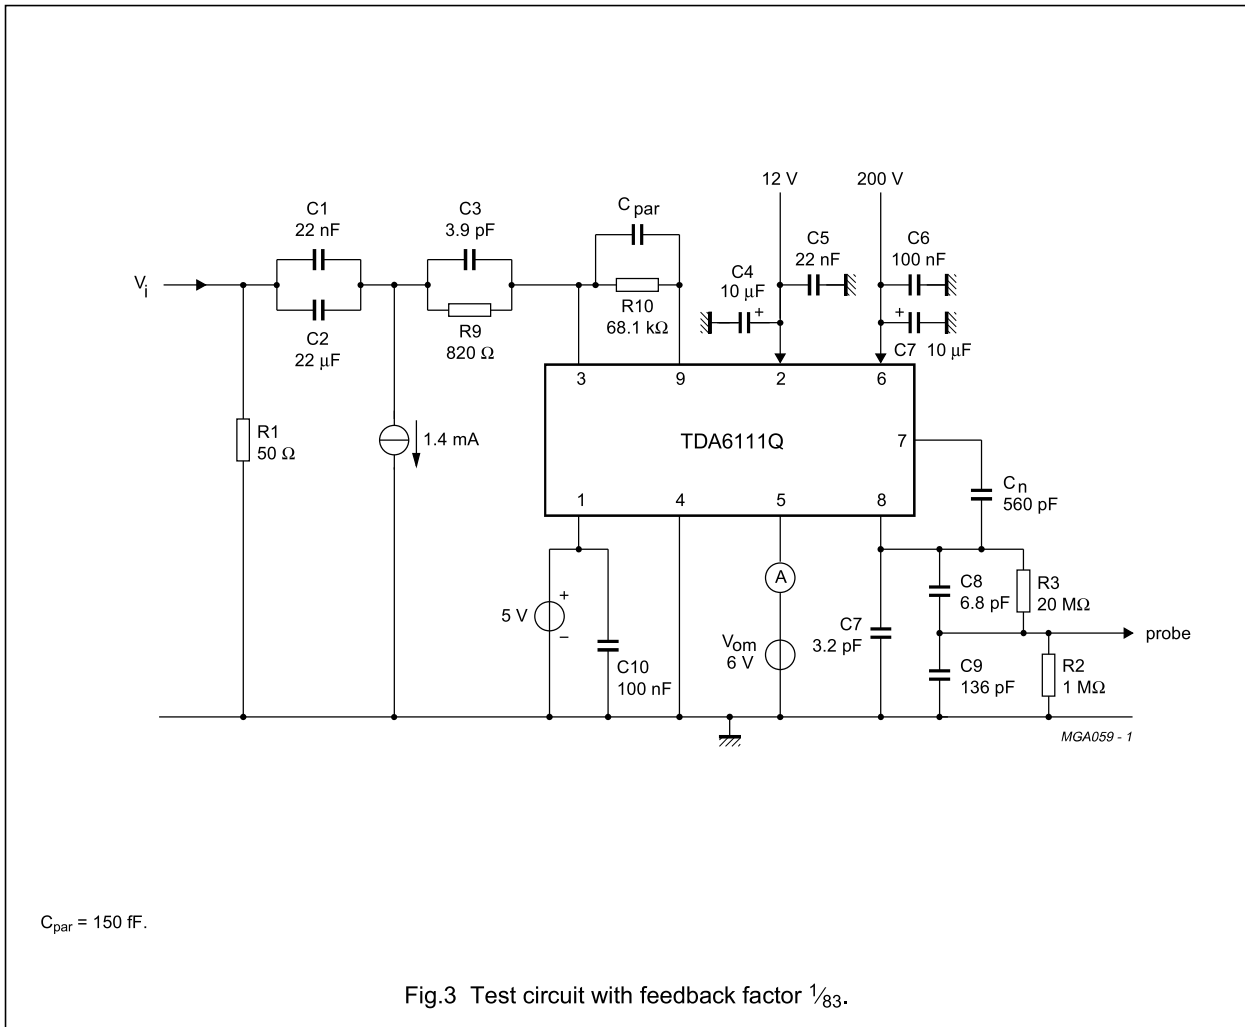 12 V
200 V
C par
C1
22 nF
C3
3.9 pF
C5
22 nF
C6
100 nF
C4
10 μF
+
Vi
R10
68.1 kΩ
+
C7
10 μF
C2
22 μF
R9
820 Ω
3
9
2
6
R1
50 Ω
1.4 mA
TDA6111Q
7
1
4
5
8
Cn
560 pF
A
C8
6.8 pF
R3
20 MΩ
5 V
+
–
C7
3.2 pF
probe
Vom
6 V
C10
100 nF
C9
136 pF
R2
1 MΩ
MGA059 - 1
Cpar = 150 fF.
Fig.3 Test circuit with feedback factor 1⁄83.